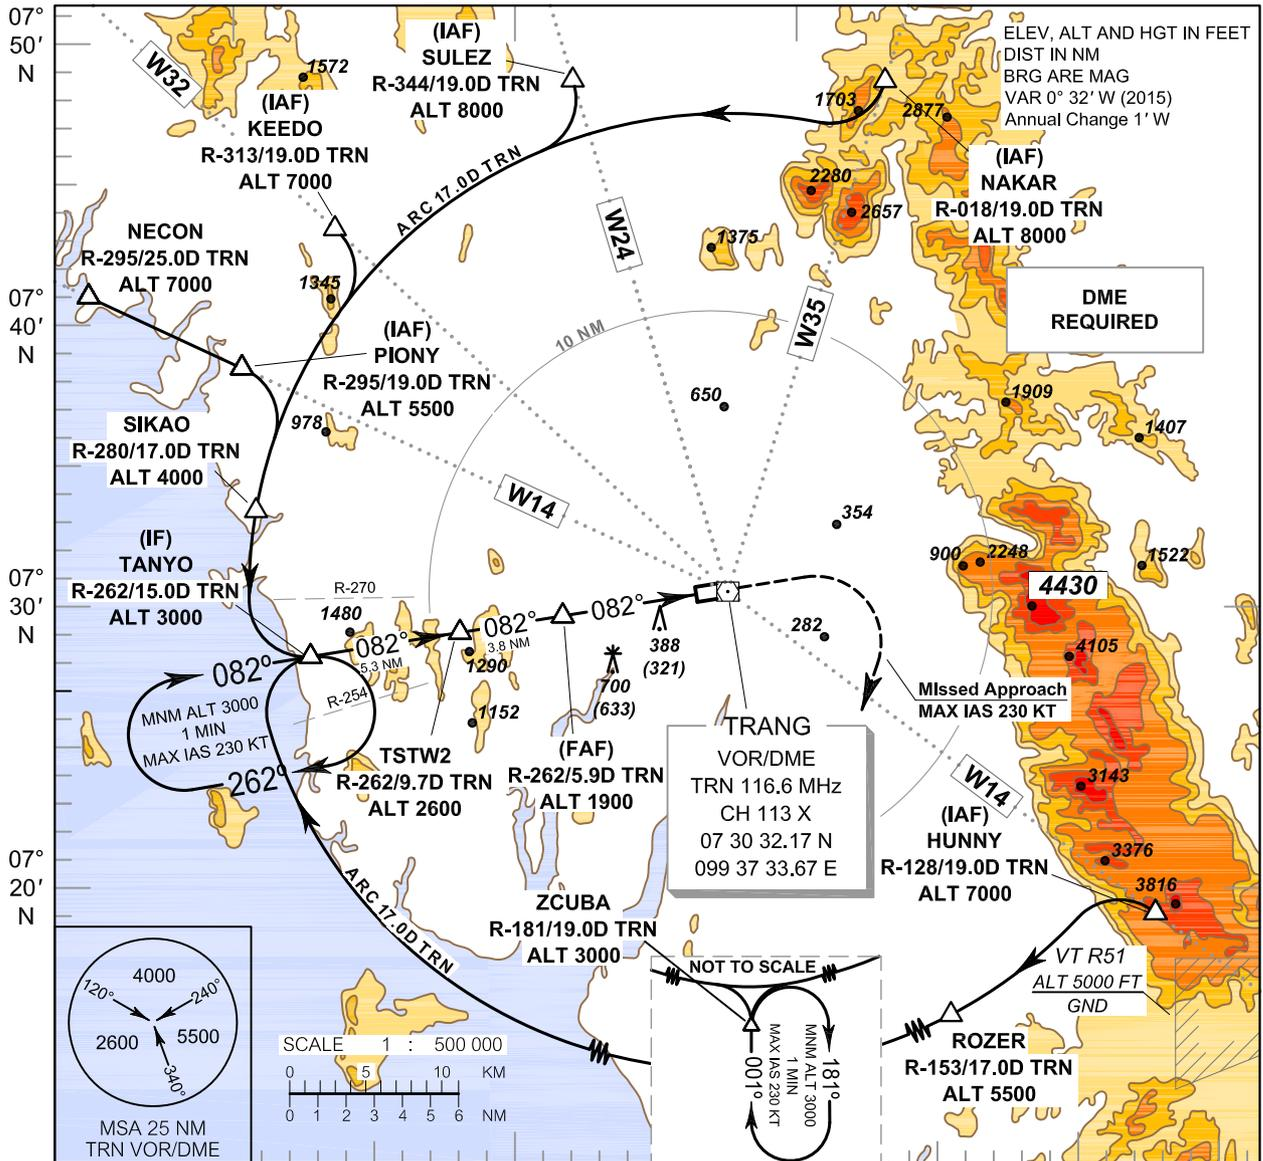 07°
50′
N
W32
1572
(IAF)
SULEZ
R-344/19.0D TRN
ALT 8000
(IAF)
KEEDO
R-313/19.0D TRN
ALT 7000
ELEV, ALT AND HGT IN FEET
DIST IN NM
BRG ARE MAG
VAR 0° 32′ W (2015)
Annual Change 1′ W
1703
2877
(IAF)
NAKAR
R-018/19.0D TRN
ALT 8000
2280
2657
ARC 17.0D TRN
W24
1375
NECON
R-295/25.0D TRN
ALT 7000
1345
DME
REQUIRED
07°
40′
N
W35
10 NM
(IAF)
PIONY
R-295/19.0D TRN
ALT 5500
650
1909
1407
978
SIKAO
R-280/17.0D TRN
ALT 4000
W14
354
(IF)
TANYO
R-262/15.0D TRN
ALT 3000
900
2248
1522
07°
30′
N
R-270
4430
1480
082°
5.3 NM
082°
3.8 NM
082°
1290
388
(321)
282
4105
082°
MNM ALT 3000
1 MIN
MAX IAS 230 KT
262°
R-254
1152
700
(633)
MIssed Approach
MAX IAS 230 KT
TSTW2
R-262/9.7D TRN
ALT 2600
(FAF)
R-262/5.9D TRN
ALT 1900
TRANG
VOR/DME
TRN 116.6 MHz
CH 113 X
07 30 32.17 N
099 37 33.67 E
W14
3143
(IAF)
HUNNY
R-128/19.0D TRN
ALT 7000
3376
3816
07°
20′
N
ARC 17.0D TRN
ZCUBA
R-181/19.0D TRN
ALT 3000
NOT TO SCALE
001°
MAX IAS 230 KT
1 MIN
MNM ALT 3000
181°
VT R51
ALT 5000 FT
GND
ROZER
R-153/17.0D TRN
ALT 5500
4000
120°
240°
2600
5500
340°
MSA 25 NM
TRN VOR/DME
SCALE 1 : 500 000
0 5 10 KM
0 1 2 3 4 5 6 NM